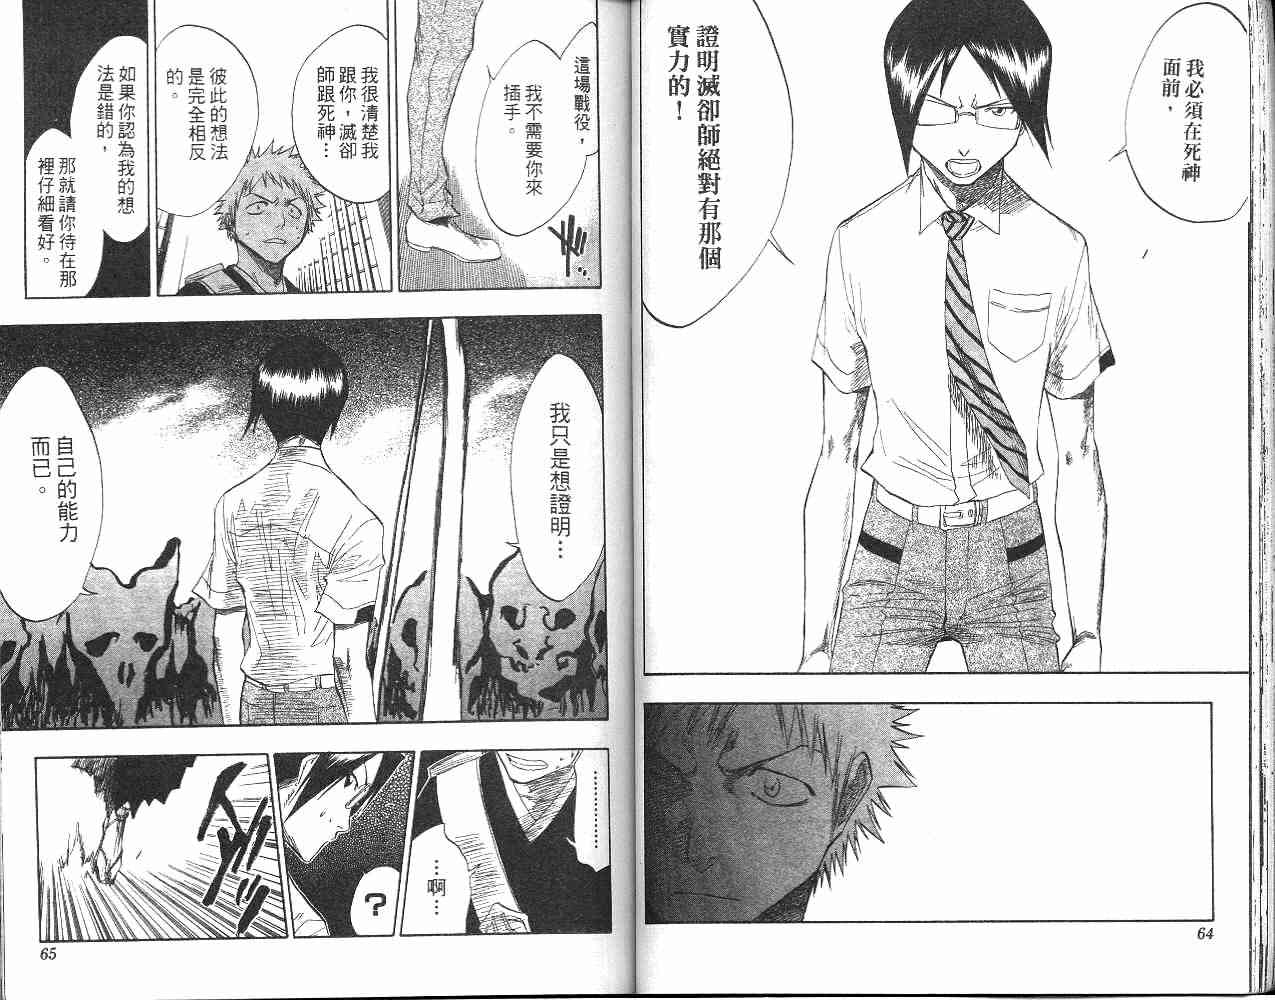 我必須在死神
面前，
證明滅卻師絕對有那個
實力的！
64
這場戰役，
我不需要你來
插手。
我很清楚我
跟你，滅卻
師跟死神…
彼此的想法
是完全相反
的。
如果你認為我的想
法是錯的，
那就請你待在那
裡仔細看好。
我只是想證明…
自己的能力
而已。
…………
…啊…
？
65